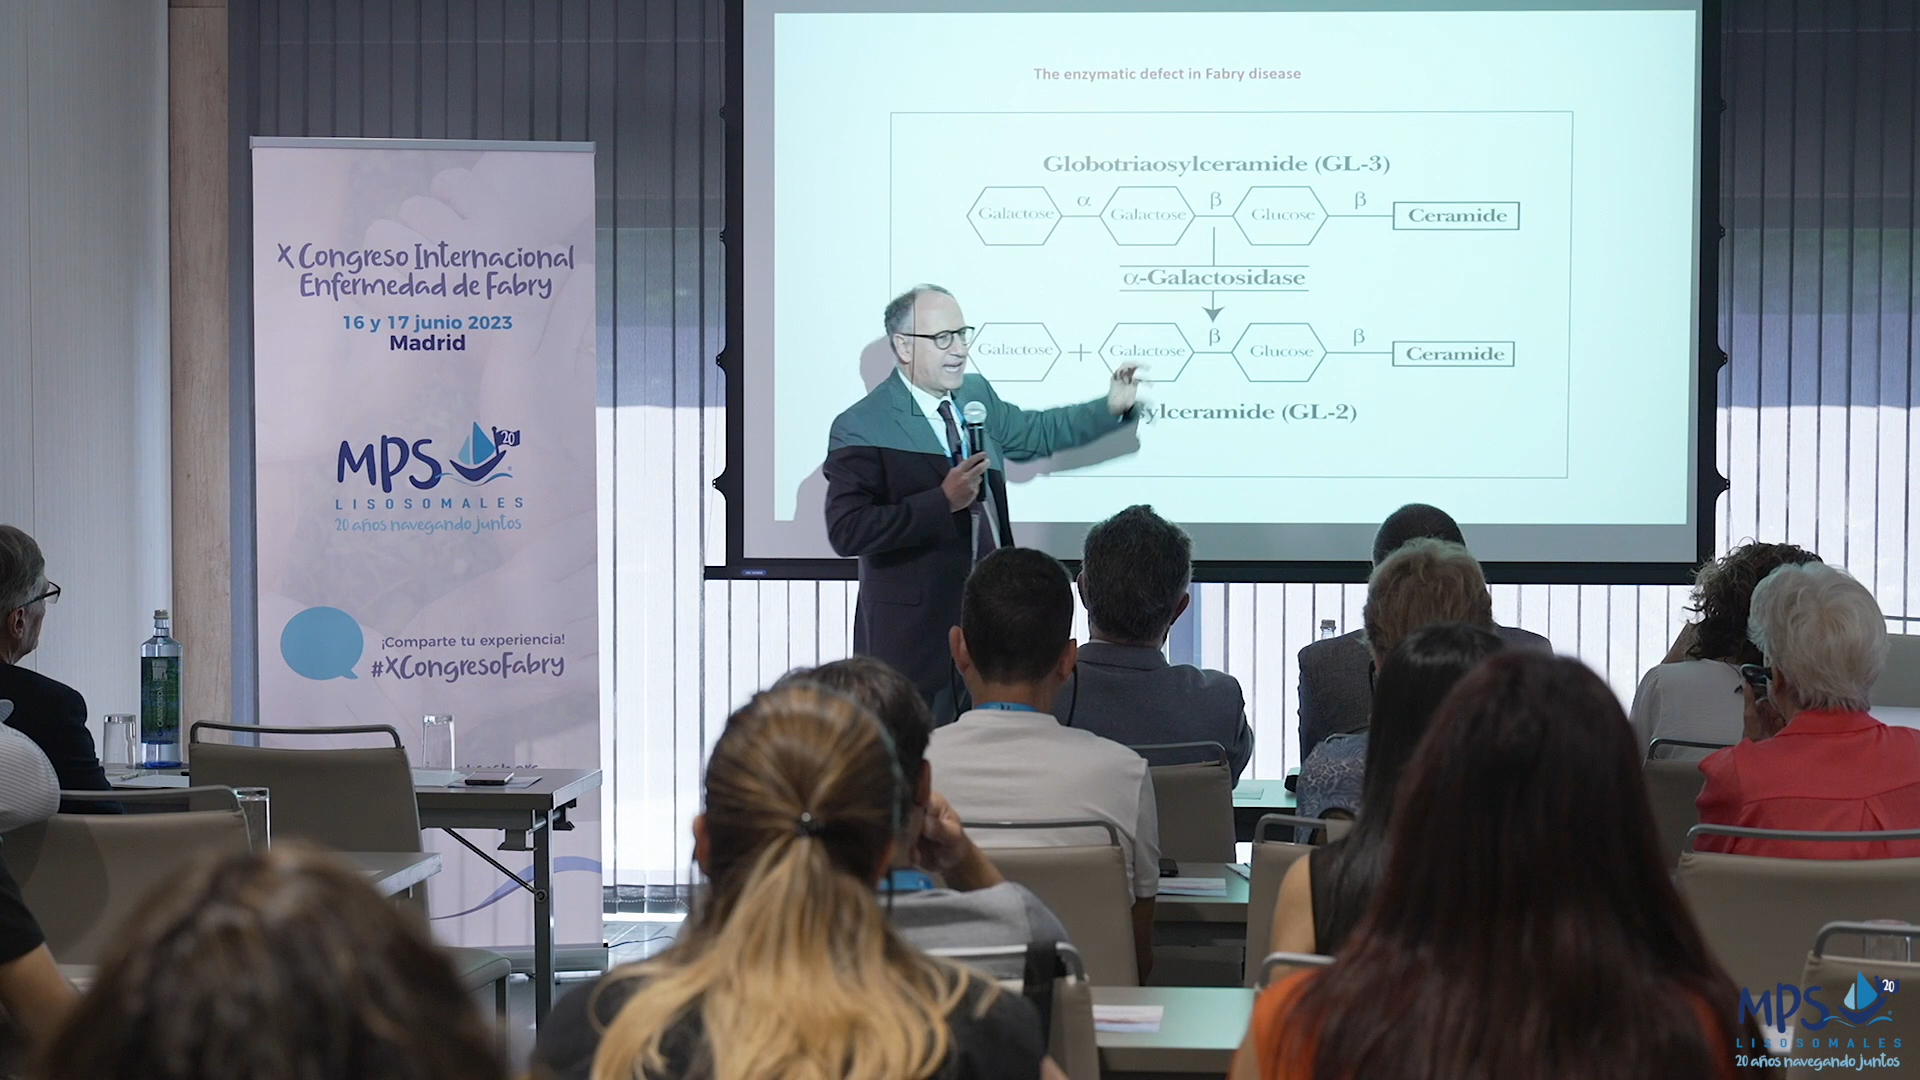 The enzymatic defect in Fabry disease
Globotriaosylceramide (GL-3)
Galactose α Galactose β Glucose β Ceramide
α-Galactosidase
Galactose + Galactose β Glucose β Ceramide
sylceramide (GL-2)
X Congreso Internacional
Enfermedad de Fabry
16 y 17 junio 2023
Madrid
MPS 20
LISOSOMALES
20 años navegando juntos
¡Comparte tu experiencia!
#XCongresoFabry
MPS 20
LISOSOMALES
20 años navegando juntos